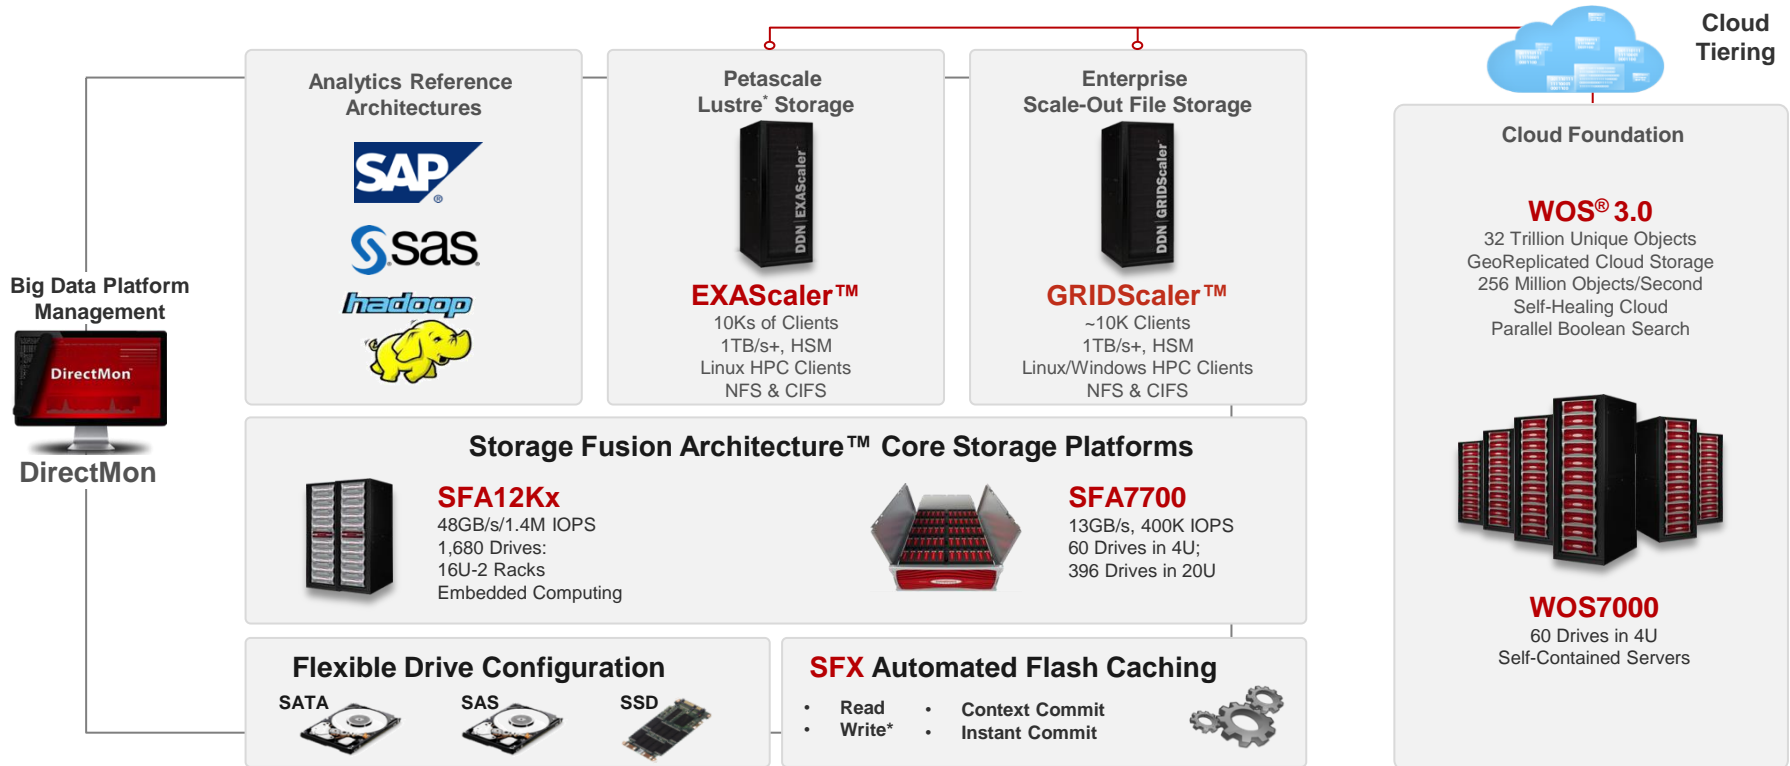 Cloud
Tiering
Analytics Reference
Architectures
SAP
®
sas
hadoop
Petascale
Lustre* Storage
DDN | EXAScaler
EXAScaler™
10Ks of Clients
1TB/s+, HSM
Linux HPC Clients
NFS & CIFS
Enterprise
Scale-Out File Storage
DDN | GRIDScaler
GRIDScaler™
~10K Clients
1TB/s+, HSM
Linux/Windows HPC Clients
NFS & CIFS
Cloud Foundation
WOS® 3.0
32 Trillion Unique Objects
GeoReplicated Cloud Storage
256 Million Objects/Second
Self-Healing Cloud
Parallel Boolean Search
WOS7000
60 Drives in 4U
Self-Contained Servers
Big Data Platform
Management
DirectMon
DirectMon
Storage Fusion Architecture™ Core Storage Platforms
SFA12Kx
48GB/s/1.4M IOPS
1,680 Drives:
16U-2 Racks
Embedded Computing
SFA7700
13GB/s, 400K IOPS
60 Drives in 4U;
396 Drives in 20U
Flexible Drive Configuration
SATA
SAS
SSD
SFX Automated Flash Caching
• Read
• Write*
• Context Commit
• Instant Commit